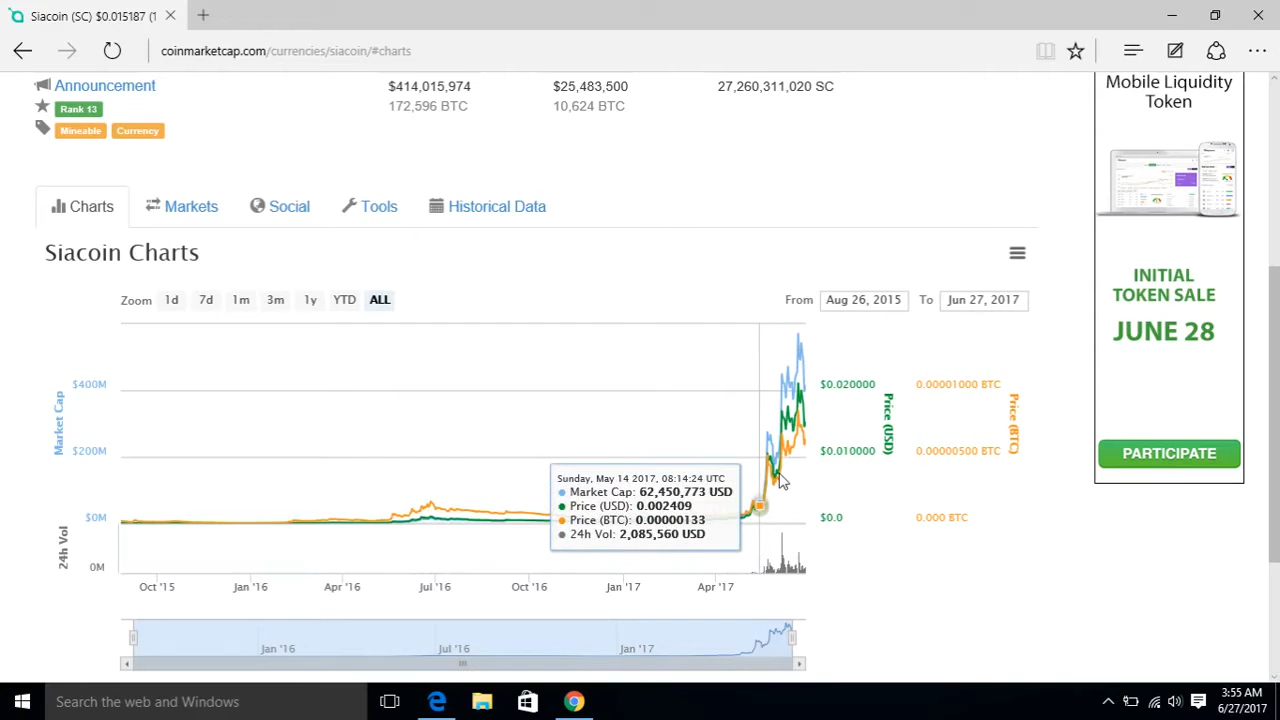 Siacoin (SC) $0.015187 (1
coinmarketcap.com/currencies/siacoin/#charts
Announcement
$414,015,974
$25,483,500
27,260,311,020 SC
172,596 BTC
10,624 BTC
Rank 13
Mineable
Currency
Mobile Liquidity
Token
INITIAL
TOKEN SALE
JUNE 28
PARTICIPATE
Charts
Markets
Social
Tools
Historical Data
Siacoin Charts
Zoom 1d 7d 1m 3m 1y YTD ALL
From Aug 26, 2015 To Jun 27, 2017
Market Cap
$400M
$200M
$0M
24h Vol
0M
$0.020000
$0.010000
$0.0
Price (USD)
0.00001000 BTC
0.00000500 BTC
0.000 BTC
Price (BTC)
Sunday, May 14 2017, 08:14:24 UTC
Market Cap: 62,450,773 USD
Price (USD): 0.002409
Price (BTC): 0.00000133
24h Vol: 2,085,560 USD
Oct '15 Jan '16 Apr '16 Jul '16 Oct '16 Jan '17 Apr '17
Jan '16 Jul '16 Jan '17
Search the web and Windows
3:55 AM
6/27/2017